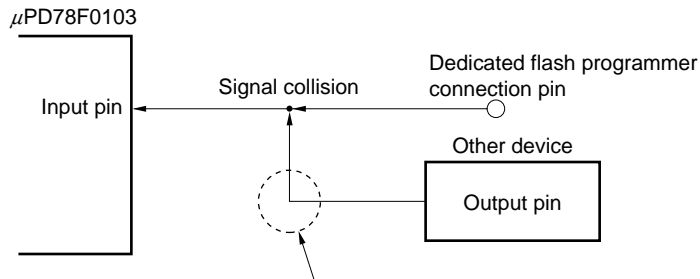 μPD78F0103
Input pin
Signal collision
Dedicated flash programmer
connection pin
Other device
Output pin